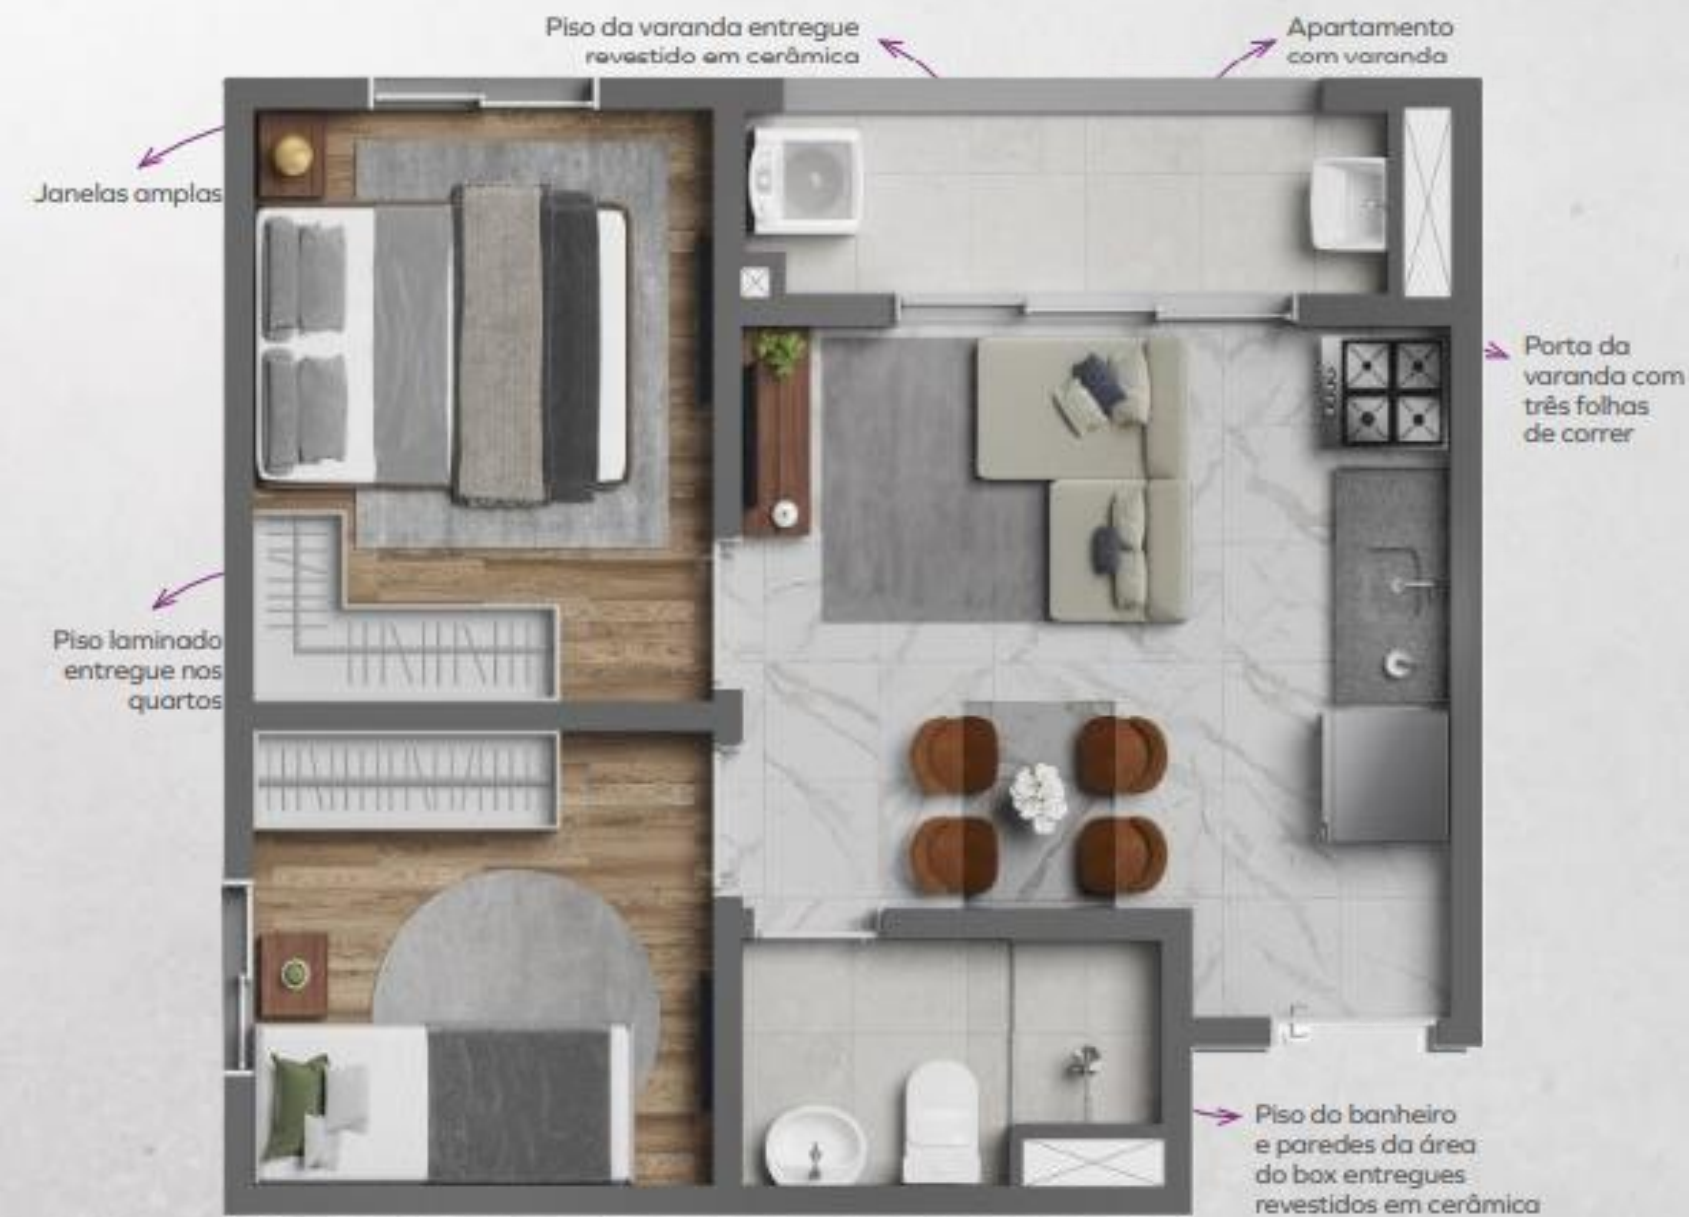 Piso da varanda entregue
revestido em cerâmica
Apartamento
com varanda
Janelas amplas
Porta da
varanda com
três folhas
de correr
Piso laminado
entregue nos
quartos
Piso do banheiro
e paredes da área
do box entregues
revestidos em cerâmica